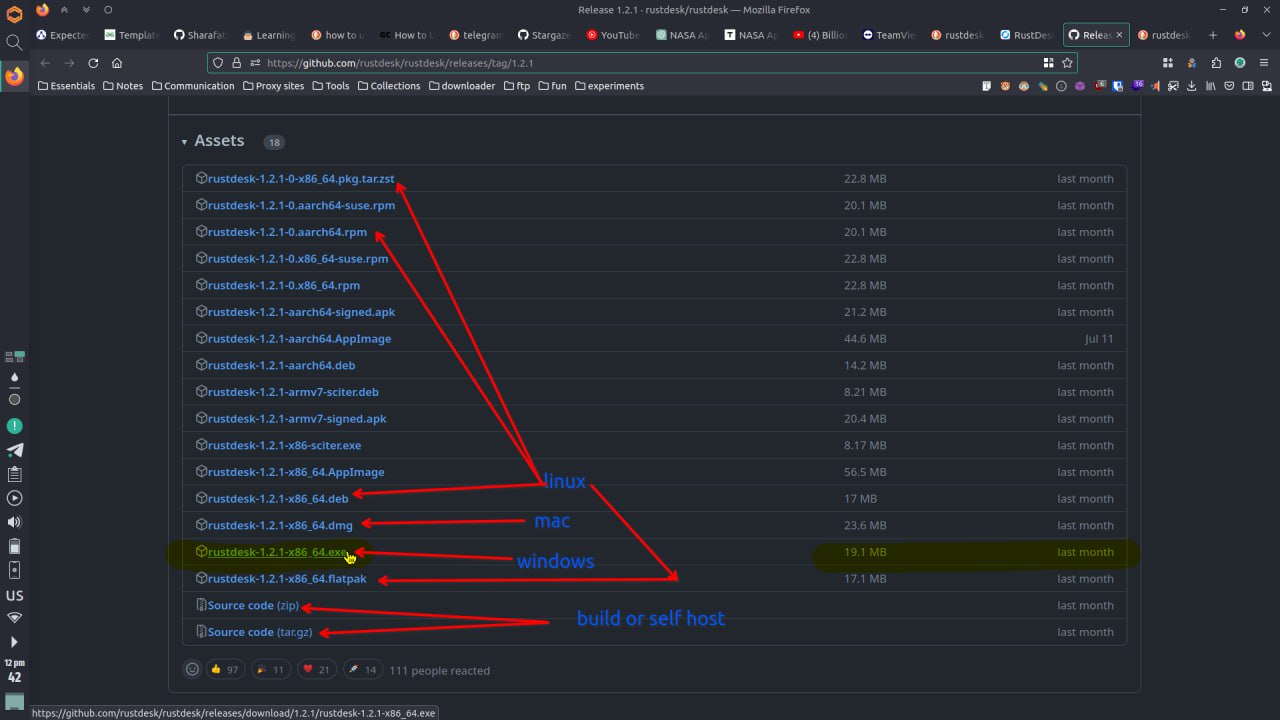 Release 1.2.1 · rustdesk/rustdesk — Mozilla Firefox
Expecte
Templat
Sharafat
Learning
how to u
GC How to U
telegran
Stargaze
YouTube
NASA Ap
T NASA Ap
(4) Billio
TeamVie
rustdesk
RustDes
Releas
rustdesk
https://github.com/rustdesk/rustdesk/releases/tag/1.2.1
Essentials
Notes
Communication
Proxy sites
Tools
Collections
downloader
ftp
fun
experiments
Assets 18
rustdesk-1.2.1-0-x86_64.pkg.tar.zst 22.8 MB last month
rustdesk-1.2.1-0.aarch64-suse.rpm 20.1 MB last month
rustdesk-1.2.1-0.aarch64.rpm 20.1 MB last month
rustdesk-1.2.1-0.x86_64-suse.rpm 22.8 MB last month
rustdesk-1.2.1-0.x86_64.rpm 22.8 MB last month
rustdesk-1.2.1-aarch64-signed.apk 21.2 MB last month
rustdesk-1.2.1-aarch64.AppImage 44.6 MB Jul 11
rustdesk-1.2.1-aarch64.deb 14.2 MB last month
rustdesk-1.2.1-armv7-sciter.deb 8.21 MB last month
rustdesk-1.2.1-armv7-signed.apk 20.4 MB last month
rustdesk-1.2.1-x86-sciter.exe 8.17 MB last month
rustdesk-1.2.1-x86_64.AppImage 56.5 MB last month
linux
rustdesk-1.2.1-x86_64.deb 17 MB last month
rustdesk-1.2.1-x86_64.dmg 23.6 MB last month
mac
rustdesk-1.2.1-x86_64.exe 19.1 MB last month
windows
rustdesk-1.2.1-x86_64.flatpak 17.1 MB last month
Source code (zip) last month
build or self host
Source code (tar.gz) last month
97
11
21
14
111 people reacted
US
12 pm
42
https://github.com/rustdesk/rustdesk/releases/download/1.2.1/rustdesk-1.2.1-x86_64.exe